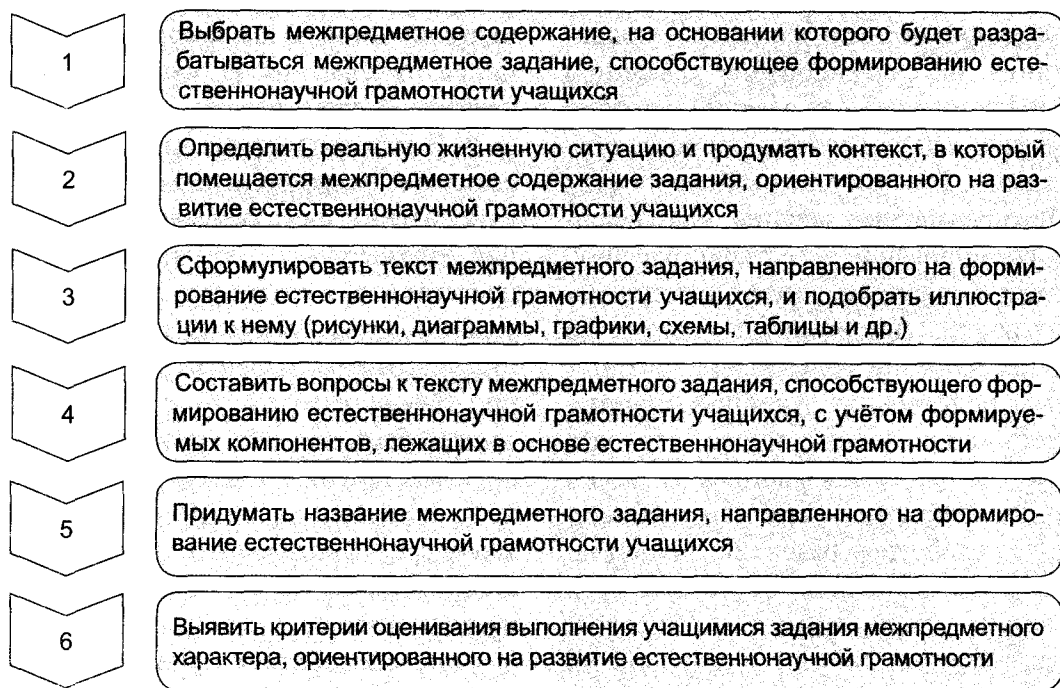 1
Выбрать межпредметное содержание, на основании которого будет разра-
батываться межпредметное задание, способствующее формированию есте-
ственнонаучной грамотности учащихся
2
Определить реальную жизненную ситуацию и продумать контекст, в который
помещается межпредметное содержание задания, ориентированного на раз-
витие естественнонаучной грамотности учащихся
3
Сформулировать текст межпредметного задания, направленного на форми-
рование естественнонаучной грамотности учащихся, и подобрать иллюстра-
ции к нему (рисунки, диаграммы, графики, схемы, таблицы и др.)
4
Составить вопросы к тексту межпредметного задания, способствующего фор-
мированию естественнонаучной грамотности учащихся, с учётом формируе-
мых компонентов, лежащих в основе естественнонаучной грамотности
5
Придумать название межпредметного задания, направленного на формиро-
вание естественнонаучной грамотности учащихся
6
Выявить критерии оценивания выполнения учащимися задания межпредметного
характера, ориентированного на развитие естественнонаучной грамотности